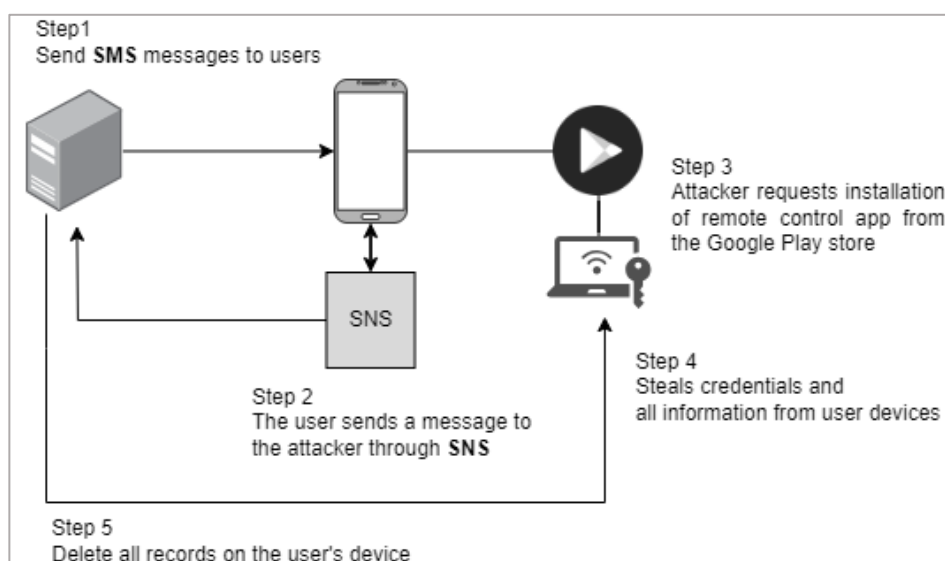 Step1
Send SMS messages to users
Step 3
Attacker requests installation
of remote control app from
the Google Play store
SNS
Step 2
The user sends a message to
the attacker through SNS
Step 4
Steals credentials and
all information from user devices
Step 5
Delete all records on the user's device